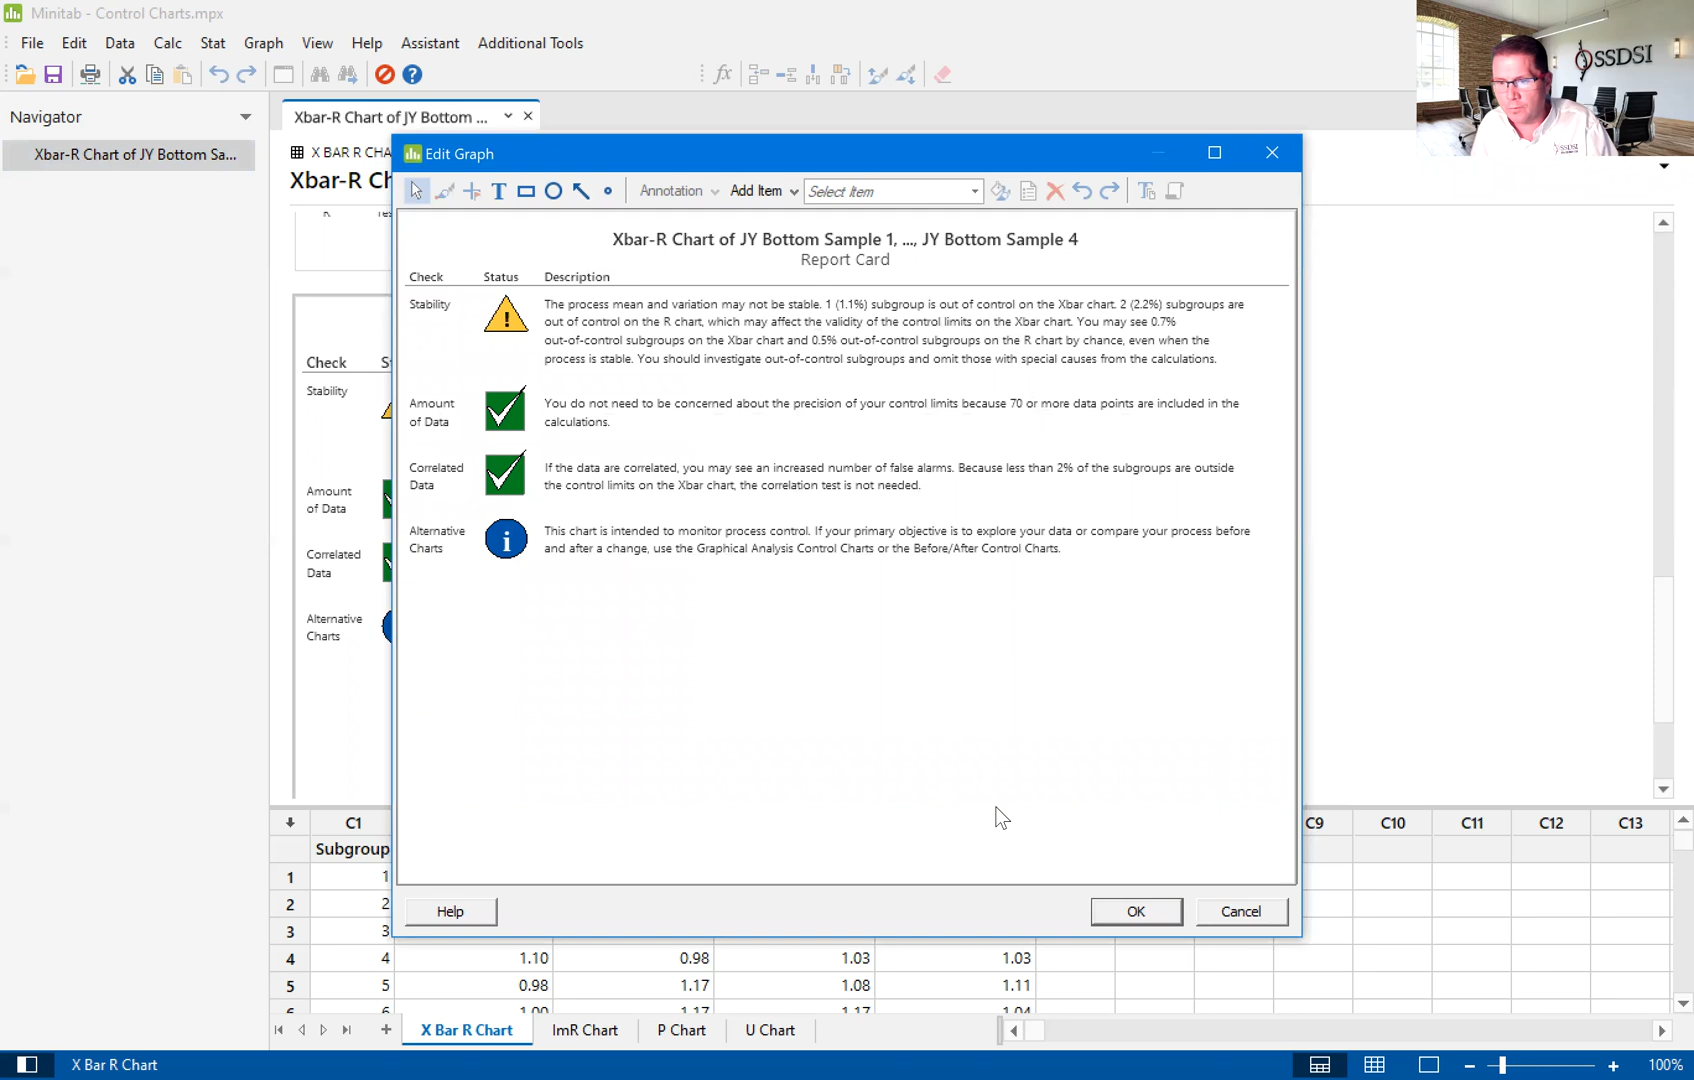 Minitab - Control Charts.mpx
File Edit Data Calc Stat Graph View Help Assistant Additional Tools
SSDSI
Navigator
Xbar-R Chart of JY Bottom ...
Xbar-R Chart of JY Bottom Sa...
X BAR R CHA
Xbar-R Ch
Edit Graph
Annotation Add Item Select Item
Xbar-R Chart of JY Bottom Sample 1, ..., JY Bottom Sample 4
Report Card
Check Status Description
Stability
The process mean and variation may not be stable. 1 (1.1%) subgroup is out of control on the Xbar chart. 2 (2.2%) subgroups are
out of control on the R chart, which may affect the validity of the control limits on the Xbar chart. You may see 0.7%
out-of-control subgroups on the Xbar chart and 0.5% out-of-control subgroups on the R chart by chance, even when the
process is stable. You should investigate out-of-control subgroups and omit those with special causes from the calculations.
Amount
of Data
You do not need to be concerned about the precision of your control limits because 70 or more data points are included in the
calculations.
Correlated
Data
If the data are correlated, you may see an increased number of false alarms. Because less than 2% of the subgroups are outside
the control limits on the Xbar chart, the correlation test is not needed.
Alternative
Charts
This chart is intended to monitor process control. If your primary objective is to explore your data or compare your process before
and after a change, use the Graphical Analysis Control Charts or the Before/After Control Charts.
Check S
Stability
Amount
of Data
Correlated
Data
Alternative
Charts
Help OK Cancel
C1 C9 C10 C11 C12 C13
Subgroup
1 1
2 2
3 3
4 4 1.10 0.98 1.03 1.03
5 5 0.98 1.17 1.08 1.11
6 6 1.00 1.17 1.17 1.04
X Bar R Chart ImR Chart P Chart U Chart
X Bar R Chart 100%